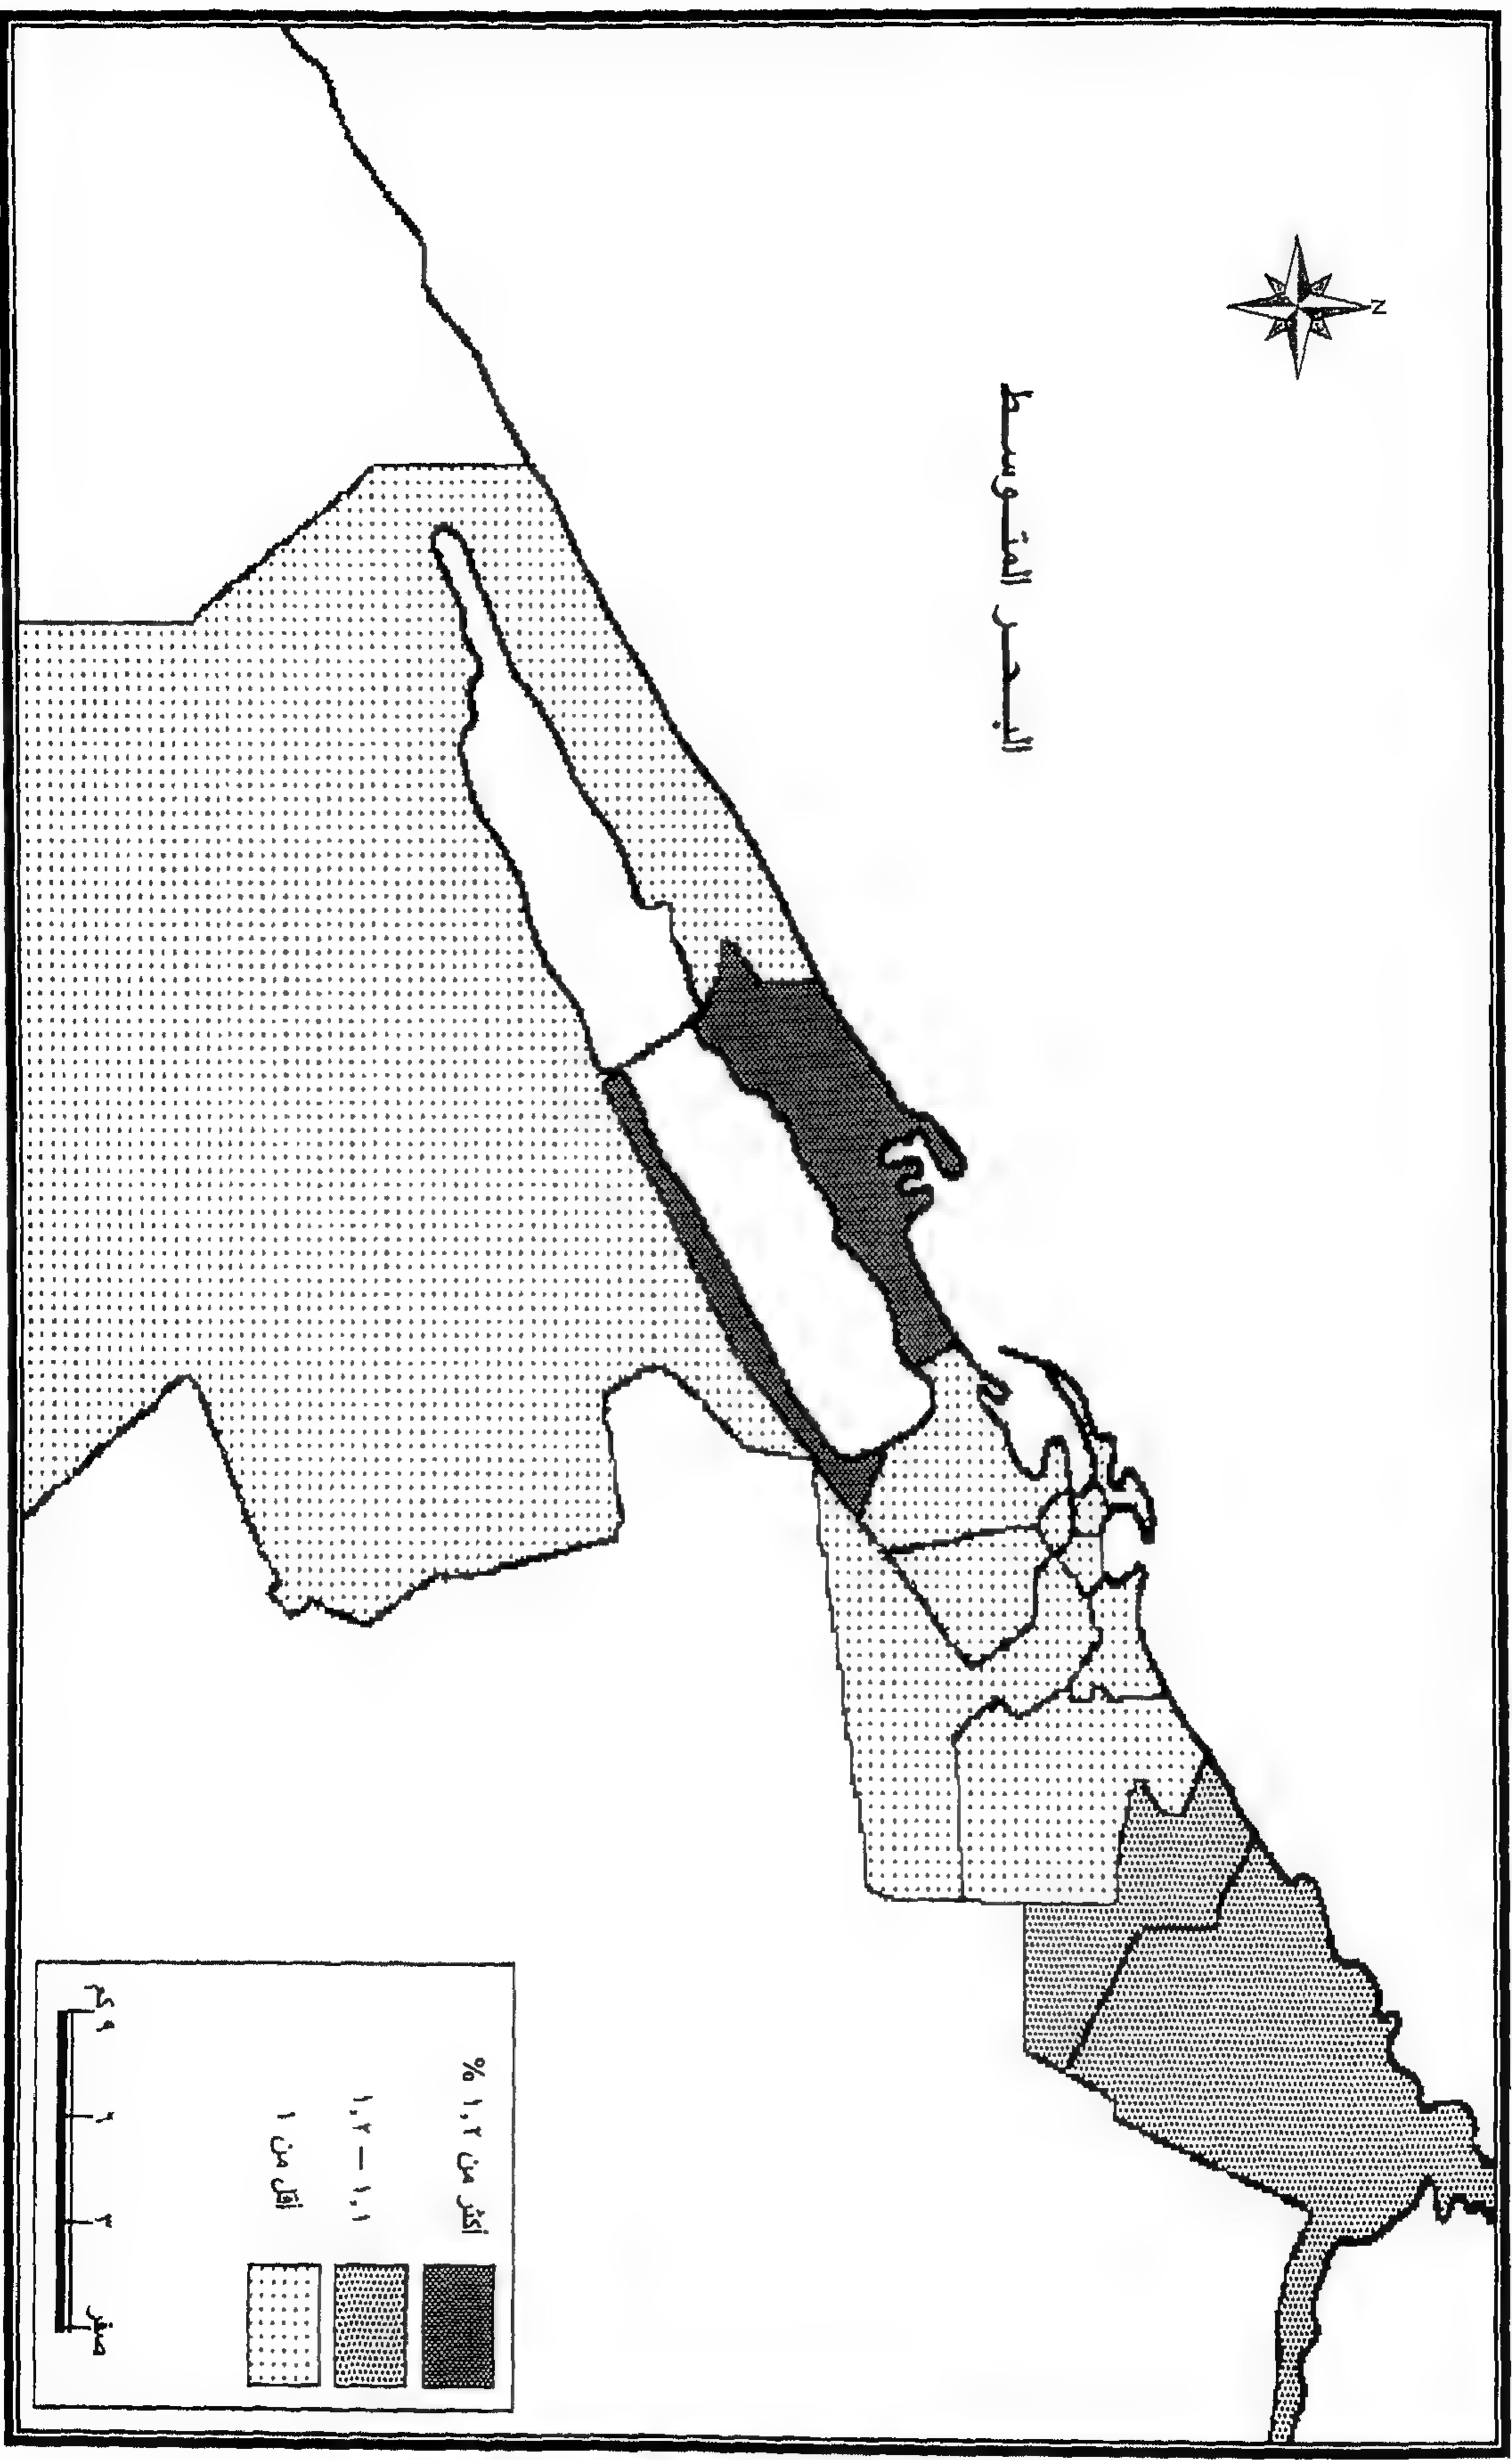 N
البحر المتوسط
أكثر من ١,٢ %
١,١ – ١,٢
أقل من ١
صفر ٣ ٦ ٩ كم